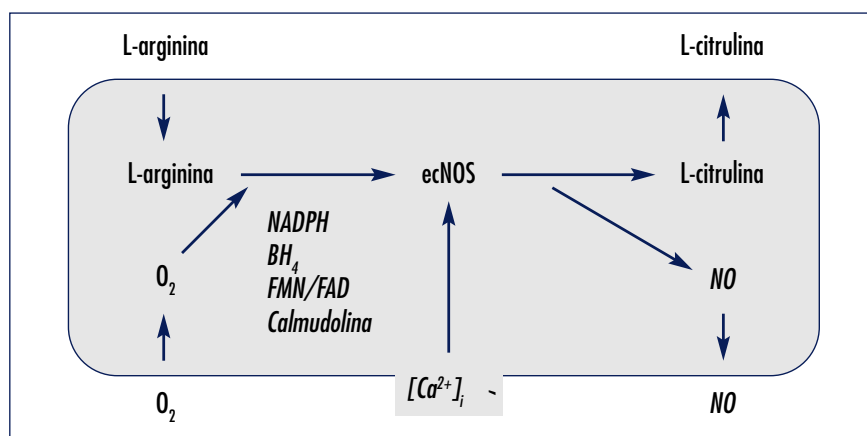 L-arginina L-citrulina
L-arginina ecNOS L-citrulina
NADPH
BH₄
O₂ NO
FMN/FAD
Calmudolina
[Ca²⁺]ᵢ
O₂ NO